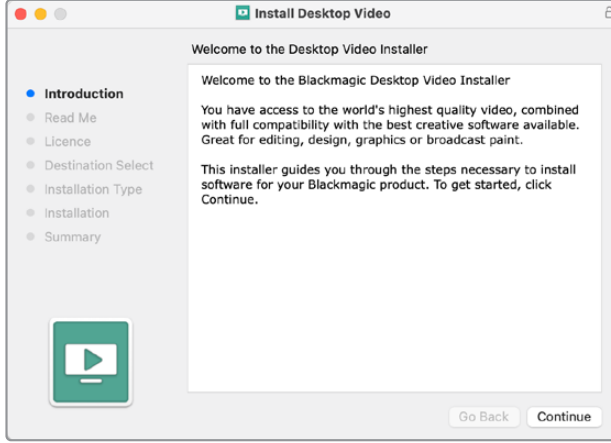 Install Desktop Video
Welcome to the Desktop Video Installer
Introduction
Read Me
Licence
Destination Select
Installation Type
Installation
Summary
Welcome to the Blackmagic Desktop Video Installer
You have access to the world's highest quality video, combined
with full compatibility with the best creative software available.
Great for editing, design, graphics or broadcast paint.
This installer guides you through the steps necessary to install
software for your Blackmagic product. To get started, click
Continue.
Go Back
Continue